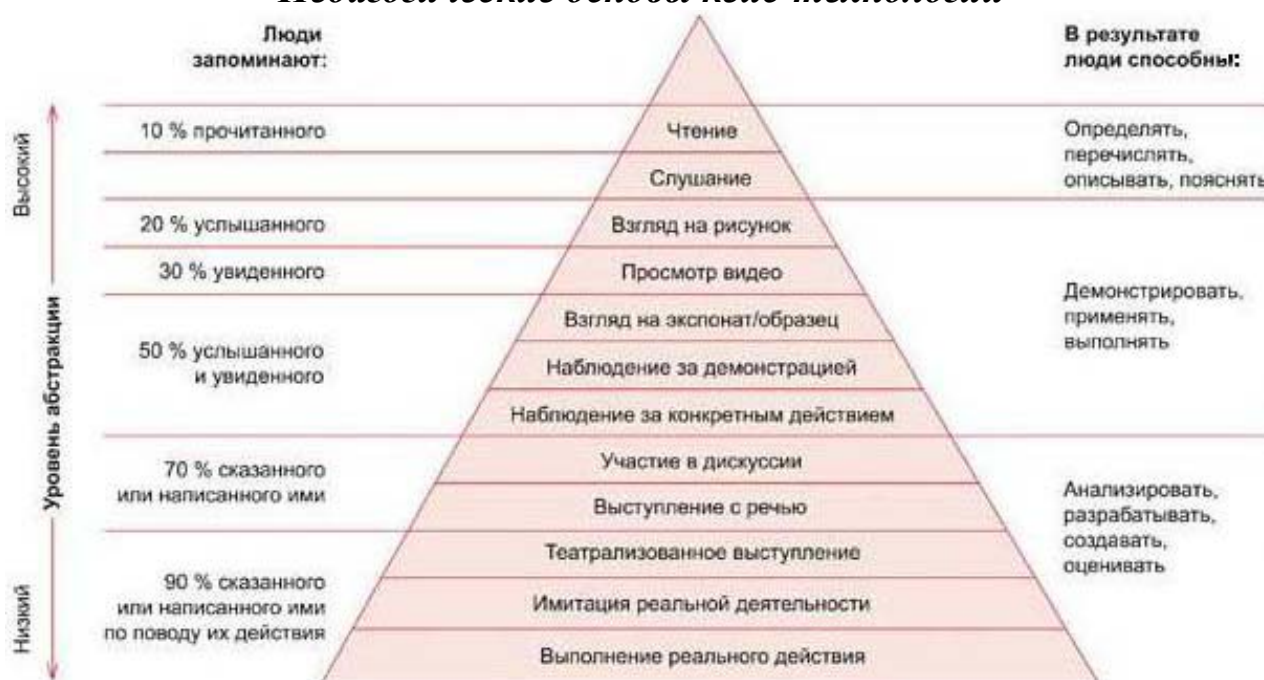 Люди
запоминают:
В результате
люди способны:
Высокий
Уровень абстракции
Низкий
10 % прочитанного
20 % услышанного
30 % увиденного
50 % услышанного
и увиденного
70 % сказанного
или написанного ими
90 % сказанного
или написанного ими
по поводу их действия
Чтение
Слушание
Взгляд на рисунок
Просмотр видео
Взгляд на экспонат/образец
Наблюдение за демонстрацией
Наблюдение за конкретным действием
Участие в дискуссии
Выступление с речью
Театрализованное выступление
Имитация реальной деятельности
Выполнение реального действия
Определять,
перечислять,
описывать, пояснять
Демонстрировать,
применять,
выполнять
Анализировать,
разрабатывать,
создавать,
оценивать